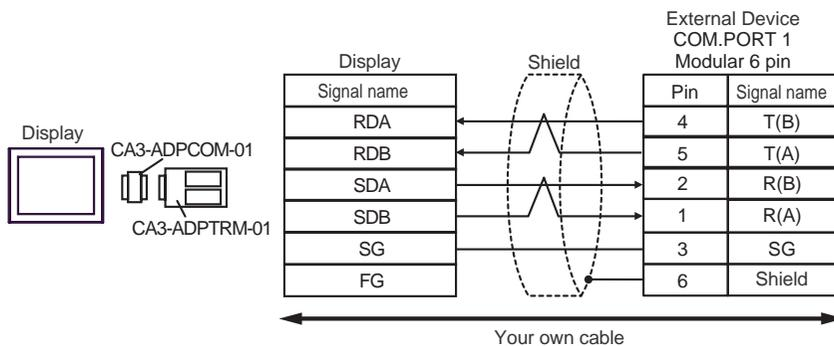 External Device
COM.PORT 1
Modular 6 pin
Display
Shield
Signal name
Pin
Signal name
RDA
4
T(B)
RDB
5
T(A)
SDA
2
R(B)
SDB
1
R(A)
SG
3
SG
FG
6
Shield
Display
CA3-ADPCOM-01
CA3-ADPTRM-01
Your own cable